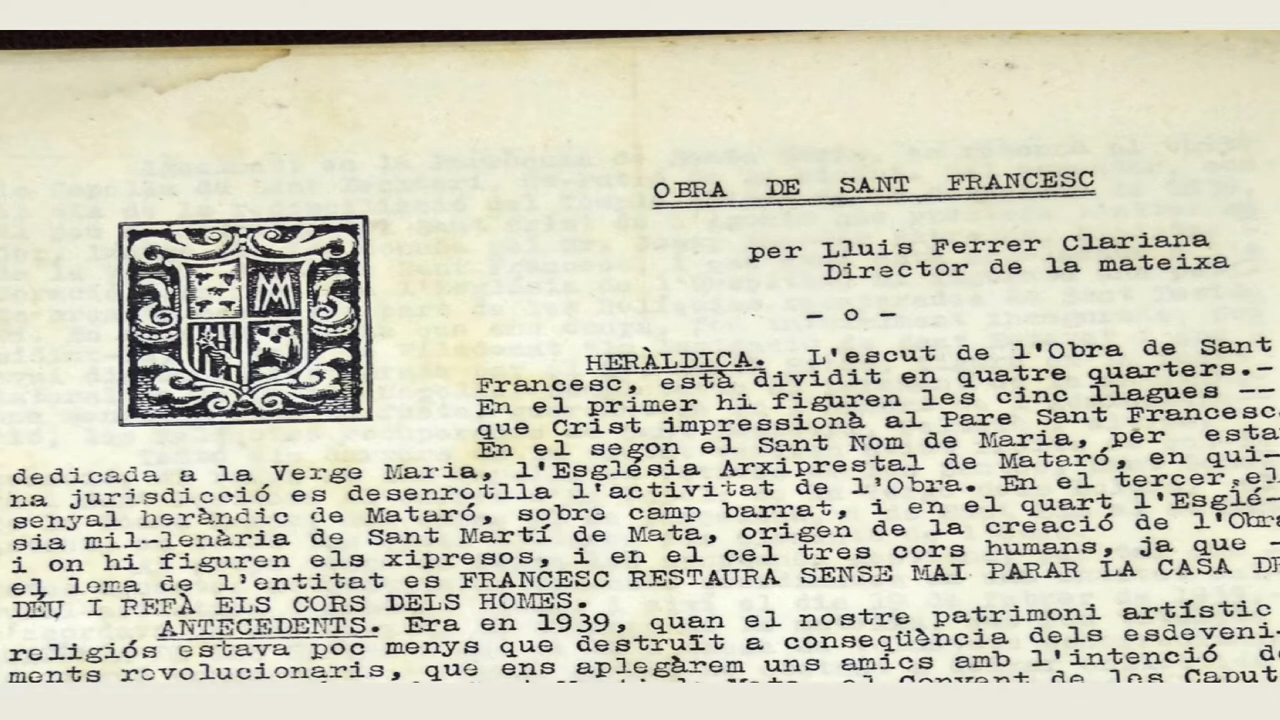 OBRA DE SANT FRANCESC
per Lluis Ferrer Clariana
Director de la mateixa
- o -
HERÀLDICA. L'escut de l'Obra de Sant
Francesc, està dividit en quatre quarters.-
En el primer hi figuren les cinc llagues --
que Crist impressionà al Pare Sant Francesc.
En el segon el Sant Nom de Maria, per esta
dedicada a la Verge Maria, l'Església Arxiprestal de Mataró, en qui-
na jurisdicció es desenrotlla l'activitat de l'Obra. En el tercer, el
senyal heràndic de Mataró, sobre camp barrat, i en el quart l'Esglé-
sia mil-lenària de Sant Martí de Mata, origen de la creació de l'Obra
i on hi figuren els xipresos, i en el cel tres cors humans, ja que -
el lema de l'entitat es FRANCESC RESTAURA SENSE MAI PARAR LA CASA DE
DÉU I REFÀ ELS CORS DELS HOMES.
ANTECEDENTS. Era en 1939, quan el nostre patrimoni artístic
religiós estava poc menys que destruït a conseqüència dels esdeveni-
ments revolucionaris, que ens aplegàrem uns amics amb l'intenció de
Martí de Mata, el Convent de les Caput